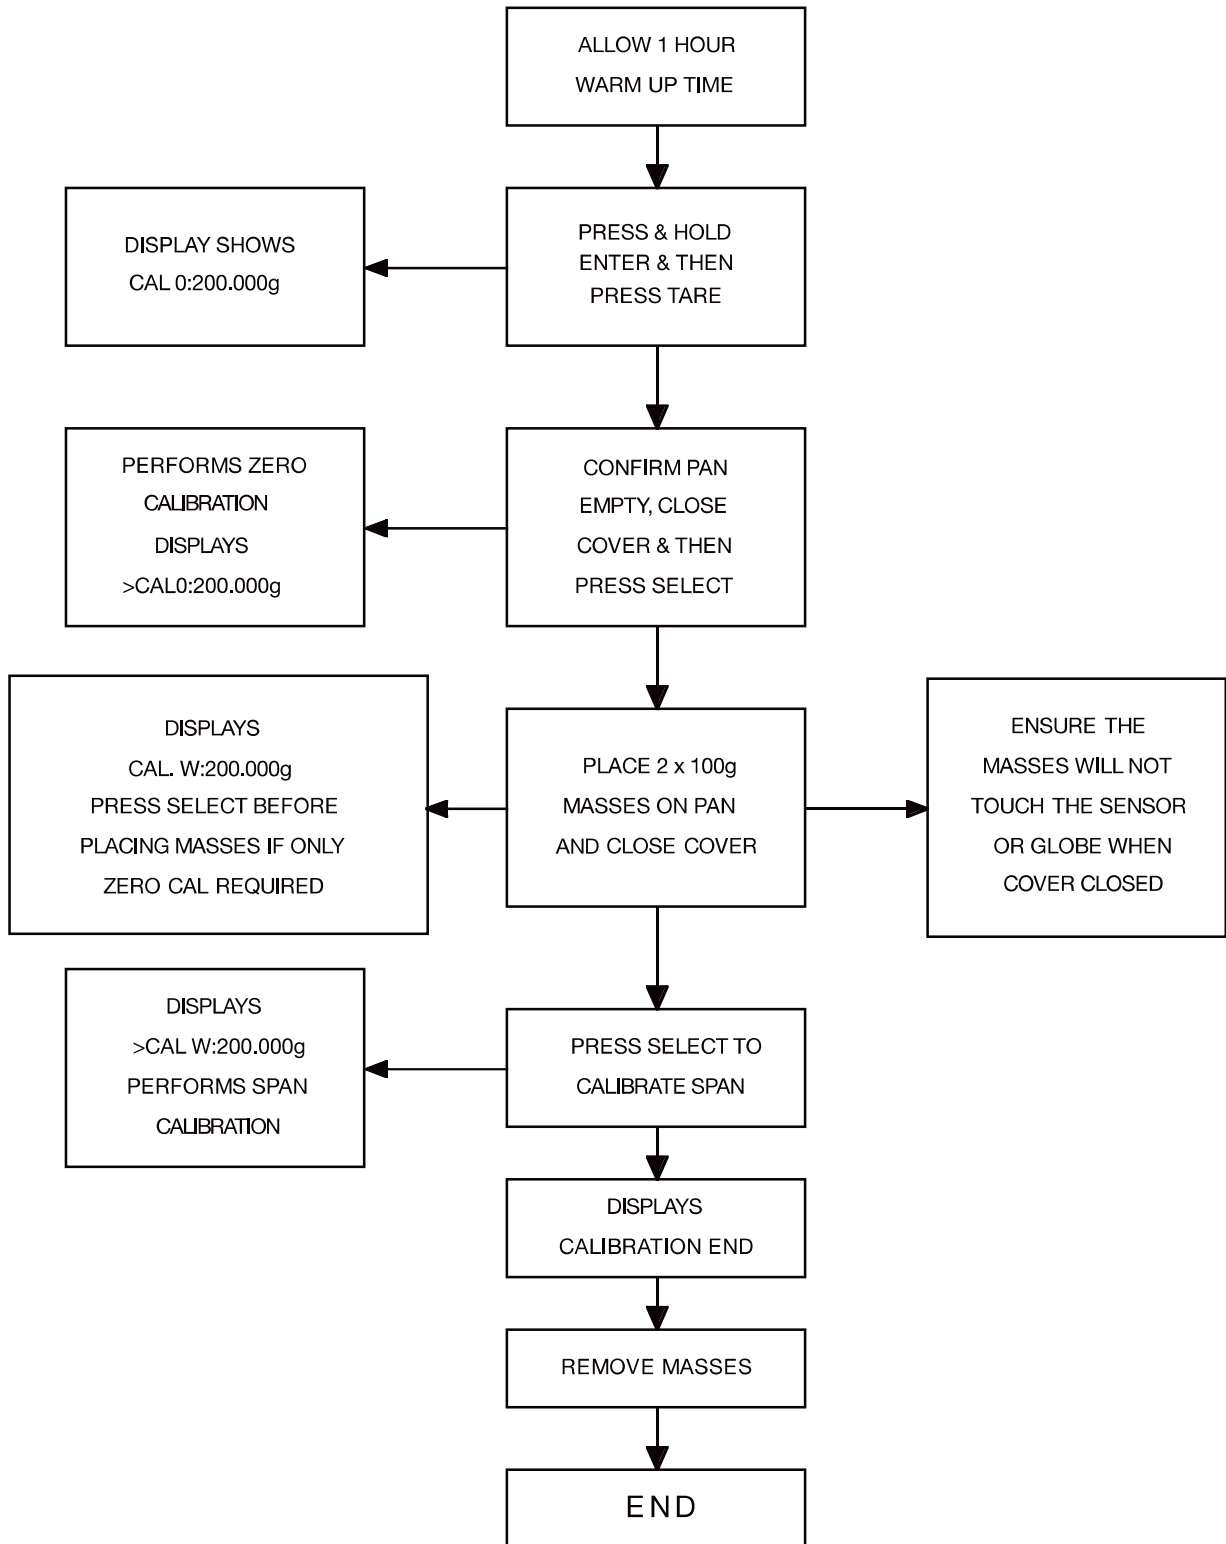 ALLOW 1 HOUR
WARM UP TIME
DISPLAY SHOWS
CAL 0:200.000g
PRESS & HOLD
ENTER & THEN
PRESS TARE
PERFORMS ZERO
CALIBRATION
DISPLAYS
>CAL0:200.000g
CONFIRM PAN
EMPTY, CLOSE
COVER & THEN
PRESS SELECT
DISPLAYS
CAL. W:200.000g
PRESS SELECT BEFORE
PLACING MASSES IF ONLY
ZERO CAL REQUIRED
PLACE 2 x 100g
MASSES ON PAN
AND CLOSE COVER
ENSURE THE
MASSES WILL NOT
TOUCH THE SENSOR
OR GLOBE WHEN
COVER CLOSED
DISPLAYS
>CAL W:200.000g
PERFORMS SPAN
CALIBRATION
PRESS SELECT TO
CALIBRATE SPAN
DISPLAYS
CALIBRATION END
REMOVE MASSES
END